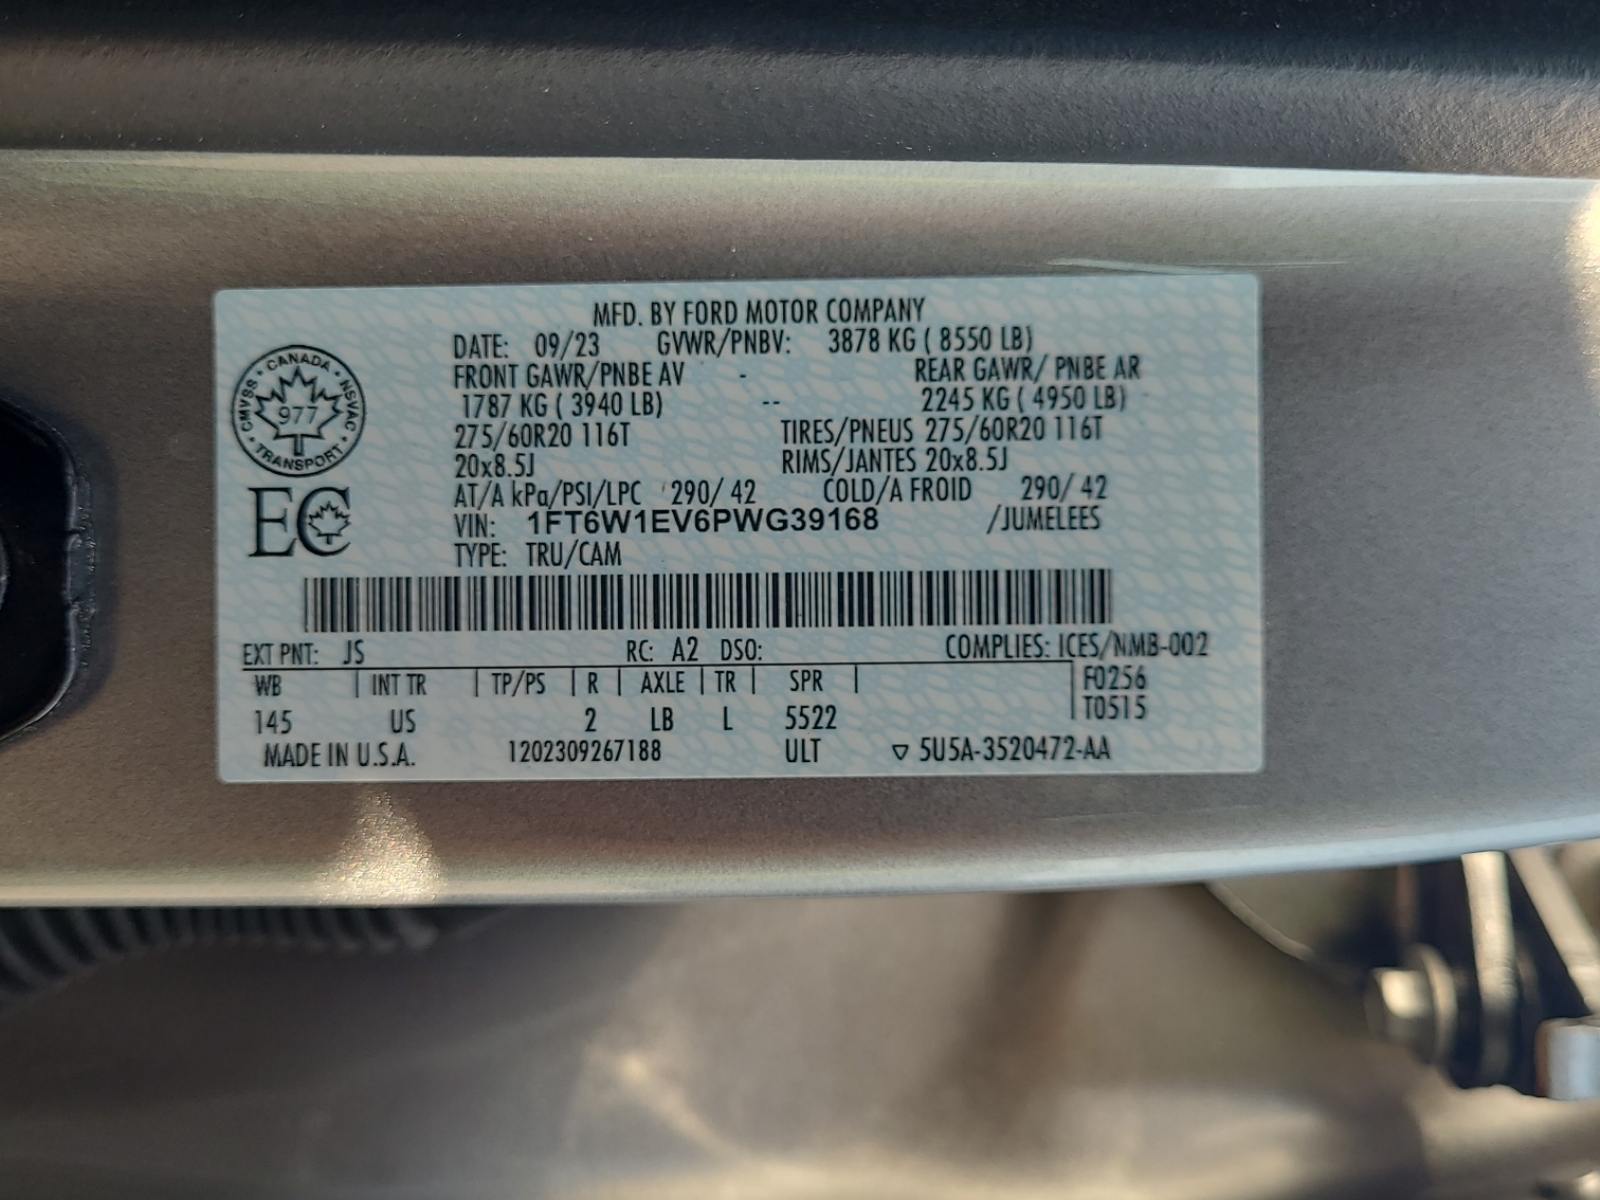 MFD. BY FORD MOTOR COMPANY
DATE: 09/23 GVWR/PNBV: 3878 KG ( 8550 LB)
FRONT GAWR/PNBE AV - REAR GAWR/ PNBE AR
1787 KG ( 3940 LB) -- 2245 KG ( 4950 LB)
275/60R20 116T TIRES/PNEUS 275/60R20 116T
20x8.5J RIMS/JANTES 20x8.5J
AT/A kPa/PSI/LPC 290/ 42 COLD/A FROID 290/ 42
VIN: 1FT6W1EV6PWG39168 /JUMELEES
TYPE: TRU/CAM
CANADA · NSVAC · TRANSPORT · CMVSS
977
EC
EXT PNT: JS RC: A2 DSO: COMPLIES: ICES/NMB-002
WB | INT TR | TP/PS | R | AXLE | TR | SPR | F0256
145 US 2 LB L 5522 T0515
MADE IN U.S.A. 1202309267188 ULT ▽ 5U5A-3520472-AA